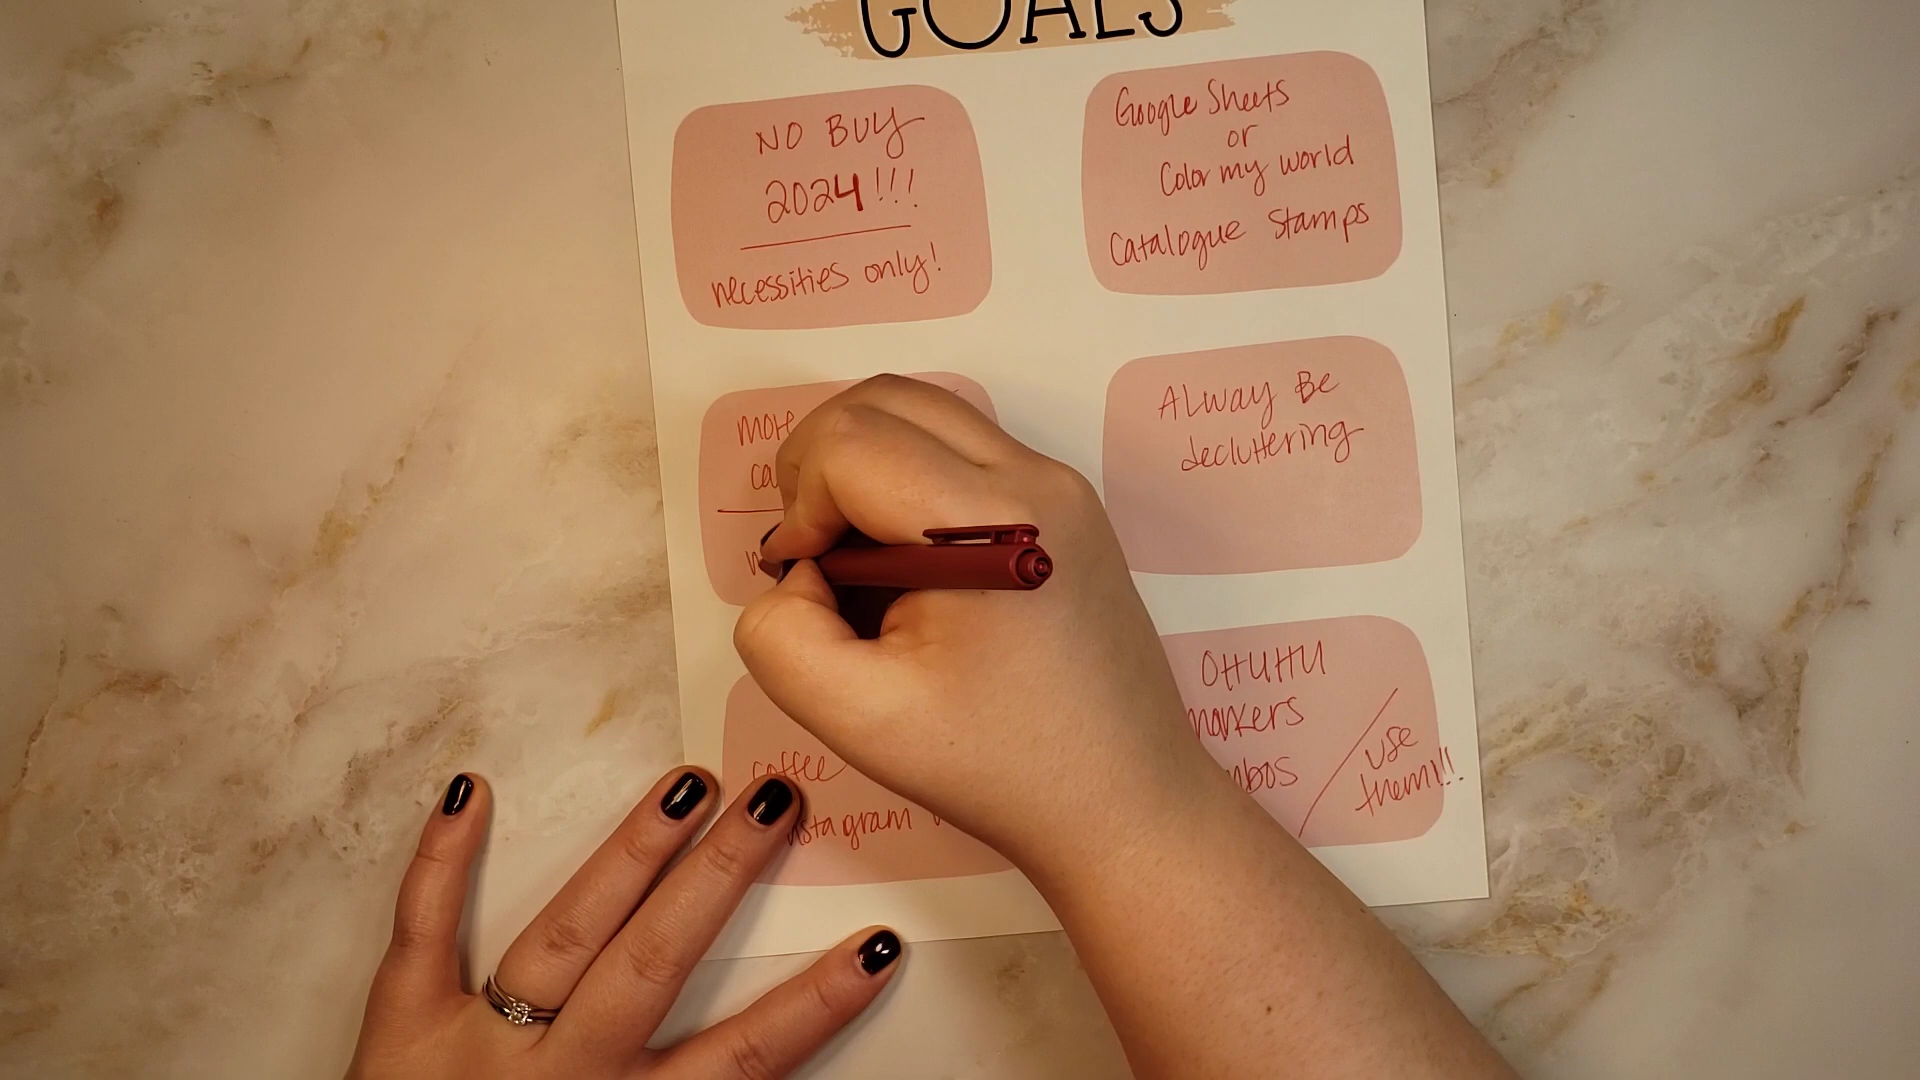 GOALS
NO BUY
2024!!!
necessities only!
Google Sheets
or
Color my world
Catalogue Stamps
more
Alway Be
decluttering
coffee
OHUHU
markers
use
them!!!